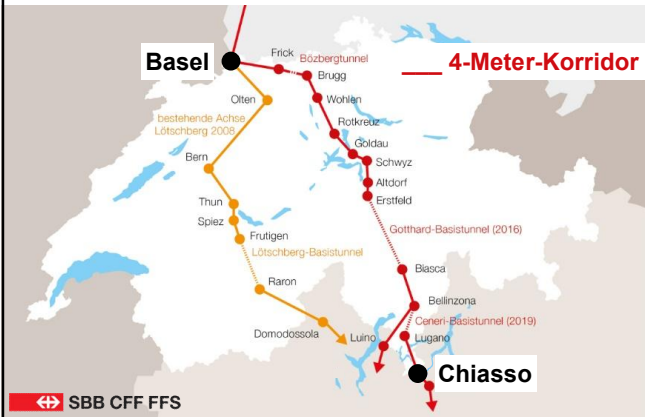 Basel
Frick
Bözbergtunnel
___ 4-Meter-Korridor
Brugg
Olten
Wohlen
bestehende Achse
Lötschberg 2008
Rotkreuz
Goldau
Bern
Schwyz
Altdorf
Thun
Erstfeld
Spiez
Gotthard-Basistunnel (2016)
Frutigen
Lötschberg-Basistunnel
Biasca
Raron
Bellinzona
Ceneri-Basistunnel (2019)
Domodossola
Luino
Lugano
Chiasso
SBB CFF FFS